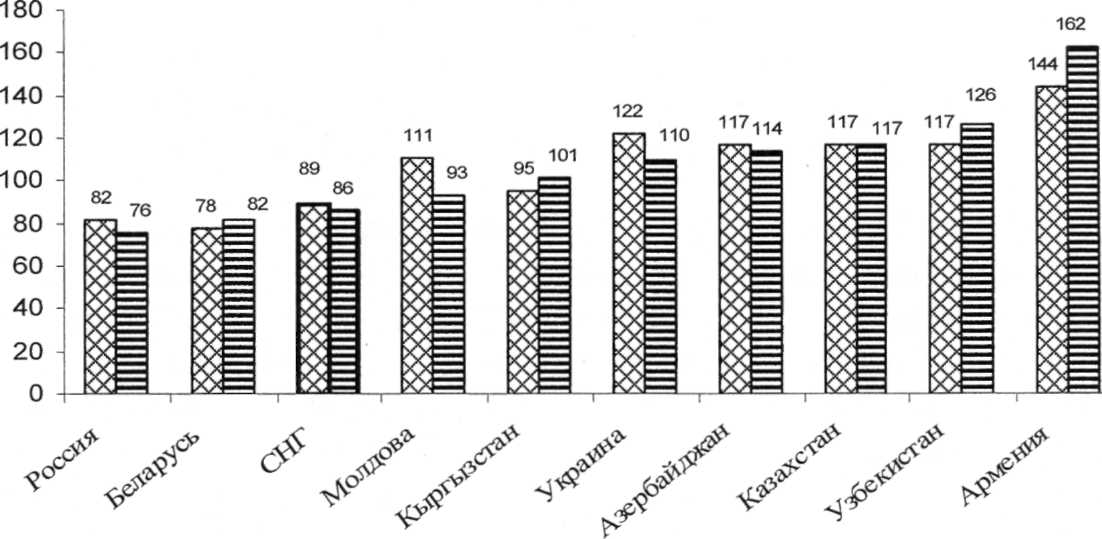 180
160
140
120
100
80
60
40
20
0
82 76
78 82
89 86
111 93
95 101
122 110
117 114
117 117
117 126
144 162
Россия
Беларусь
СНГ
Молдова
Кыргызстан
Украина
Азербайджан
Казахстан
Узбекистан
Армения